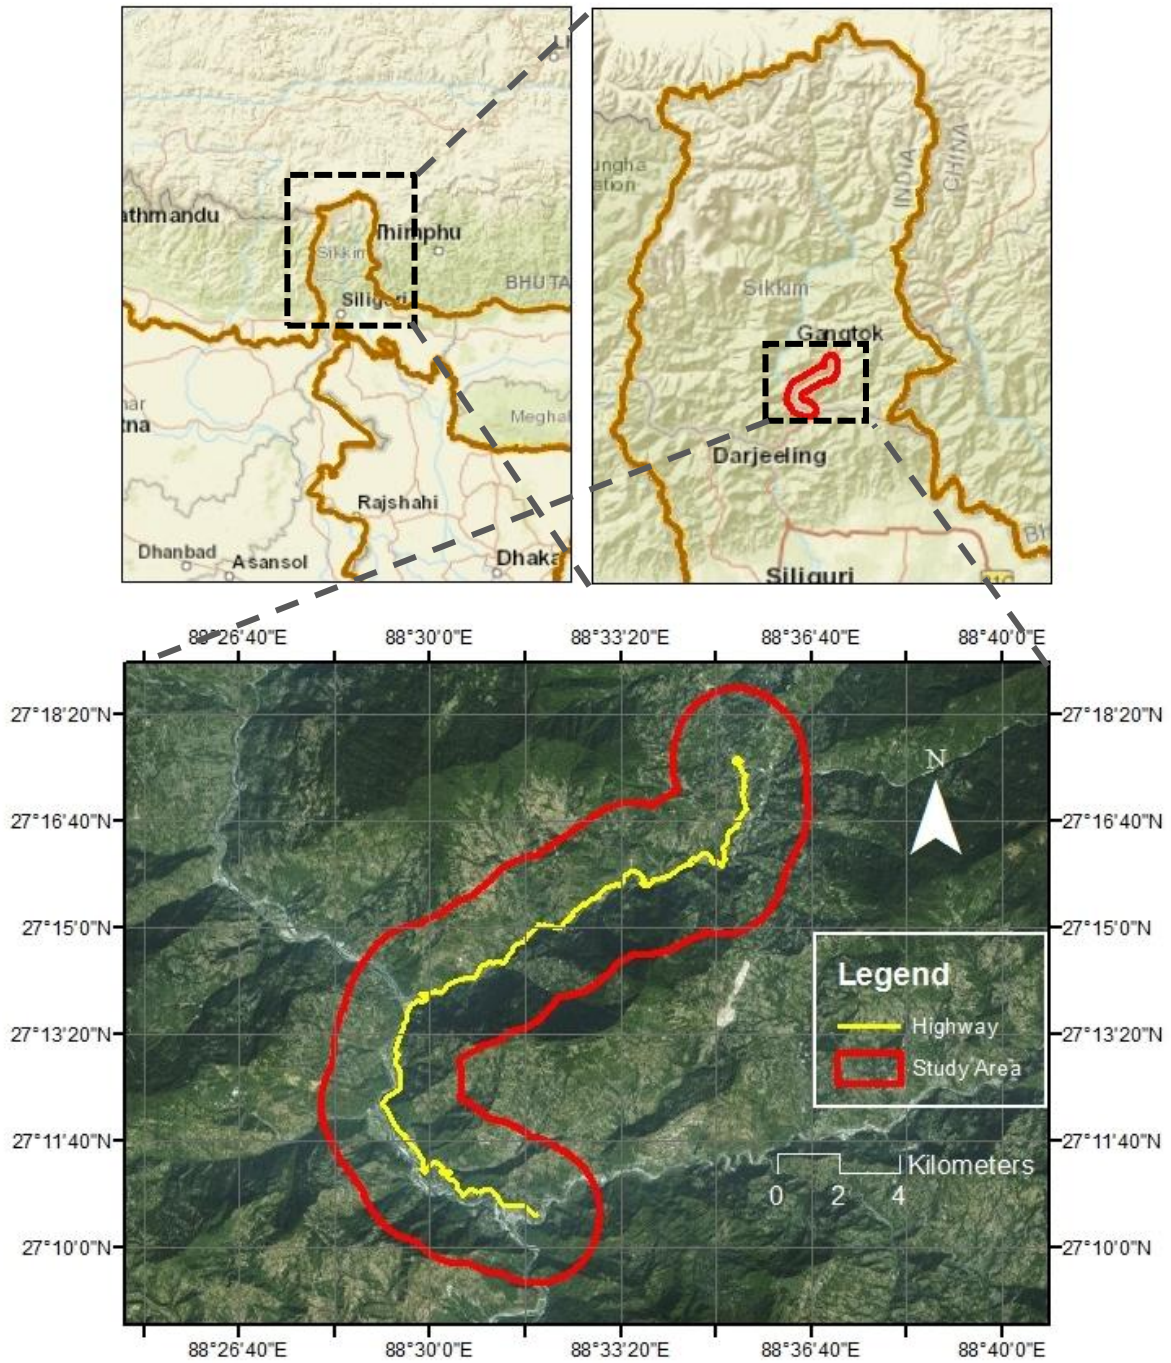 athmandu
Thimphu
Sikkim
BHUTA
Siliguri
Meghal
Rajshahi
Dhanbad
Asansol
Dhaka
INDIA
CHINA
Sikkim
Gangtok
Darjeeling
Siliguri
88°26'40"E 88°30'0"E 88°33'20"E 88°36'40"E 88°40'0"E
27°18'20"N 27°18'20"N
N
27°16'40"N 27°16'40"N
27°15'0"N 27°15'0"N
Legend
Highway
27°13'20"N 27°13'20"N
Study Area
27°11'40"N 27°11'40"N
Kilometers
0 2 4
27°10'0"N 27°10'0"N
88°26'40"E 88°30'0"E 88°33'20"E 88°36'40"E 88°40'0"E